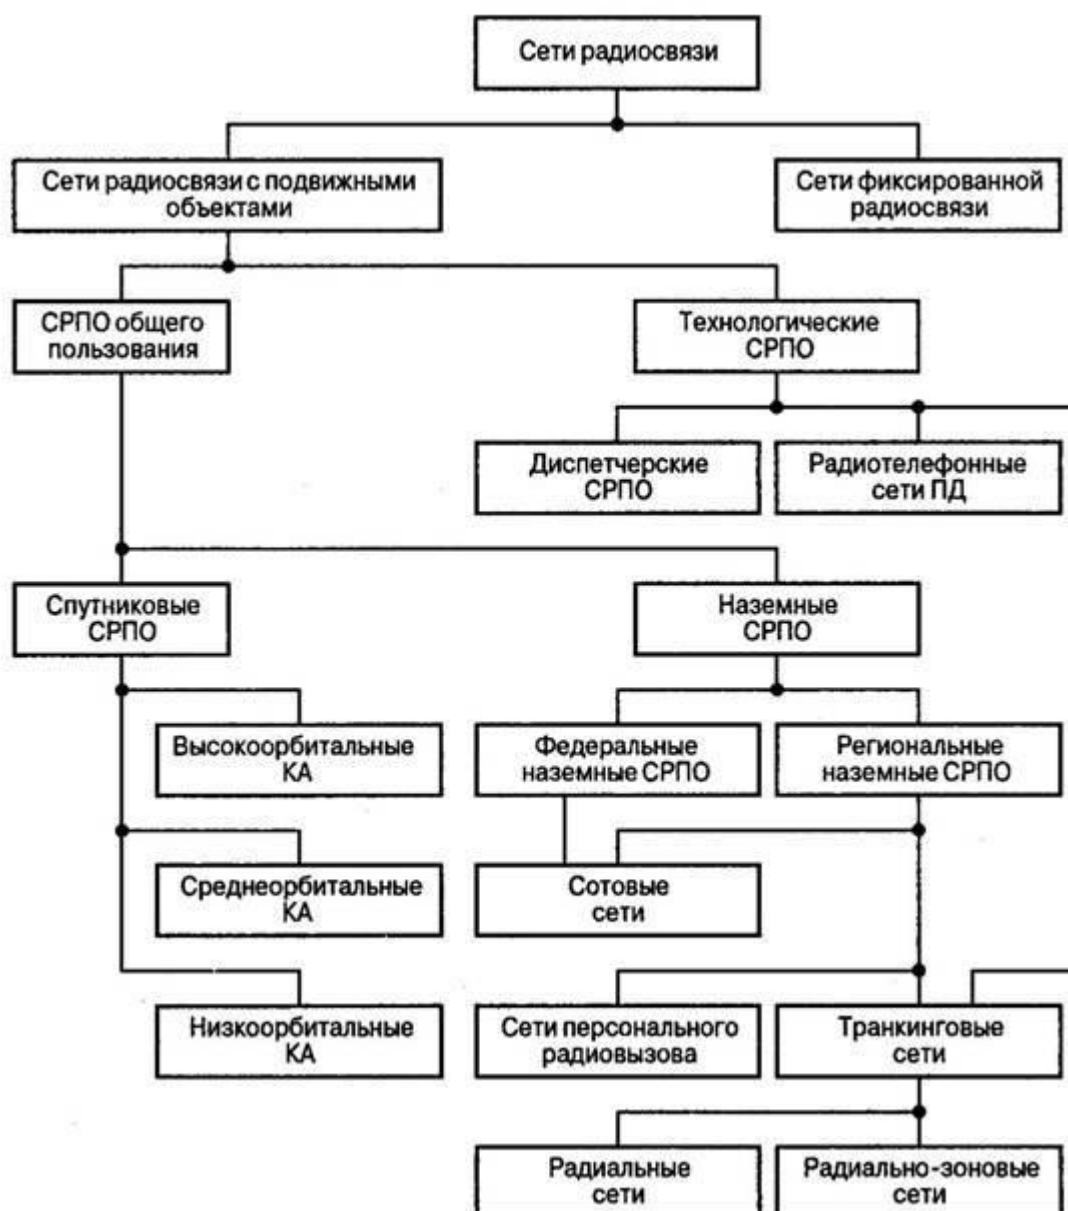 Сети радиосвязи
Сети радиосвязи с подвижными
объектами
Сети фиксированной
радиосвязи
СРПО общего
пользования
Технологические
СРПО
Диспетчерские
СРПО
Радиотелефонные
сети ПД
Спутниковые
СРПО
Наземные
СРПО
Высокоорбитальные
КА
Федеральные
наземные СРПО
Региональные
наземные СРПО
Среднеорбитальные
КА
Сотовые
сети
Низкоорбитальные
КА
Сети персонального
радиовызова
Транкинговые
сети
Радиальные
сети
Радиально-зоновые
сети